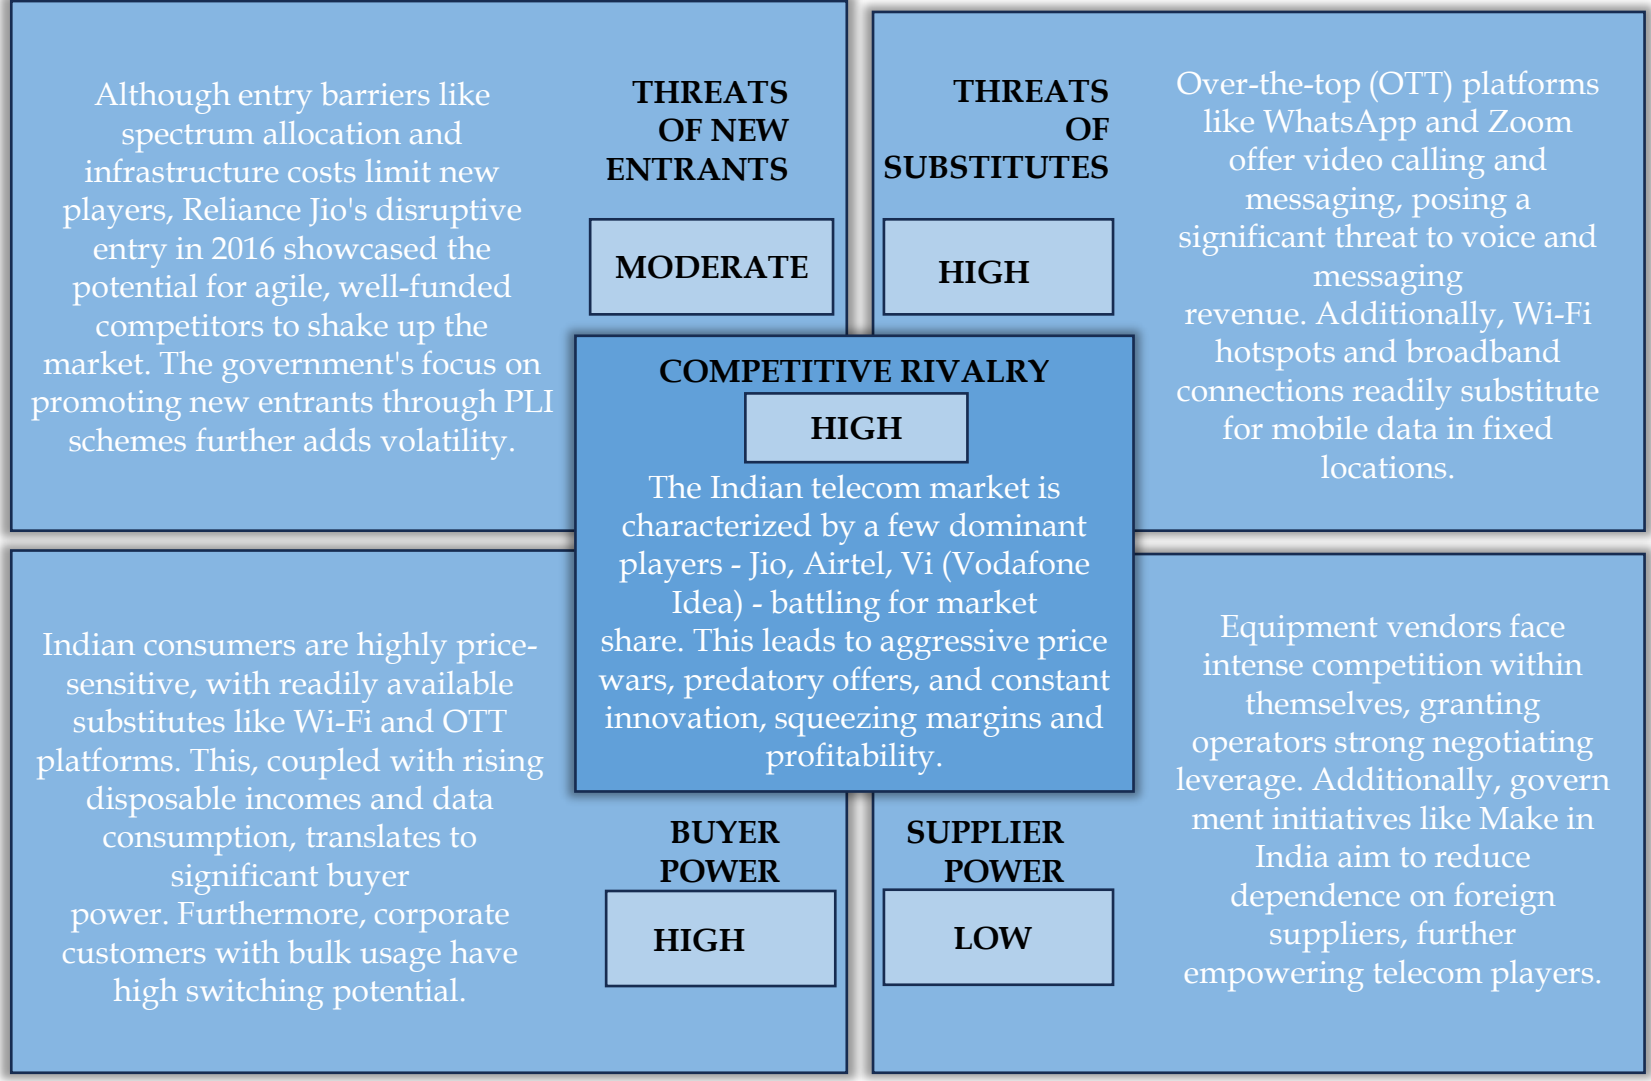 Although entry barriers like
spectrum allocation and
infrastructure costs limit new
players, Reliance Jio's disruptive
entry in 2016 showcased the
potential for agile, well-funded
competitors to shake up the
market. The government's focus on
promoting new entrants through PLI
schemes further adds volatility.
THREATS
OF NEW
ENTRANTS
MODERATE
THREATS
OF
SUBSTITUTES
HIGH
Over-the-top (OTT) platforms
like WhatsApp and Zoom
offer video calling and
messaging, posing a
significant threat to voice and
messaging
revenue. Additionally, Wi-Fi
hotspots and broadband
connections readily substitute
for mobile data in fixed
locations.
COMPETITIVE RIVALRY
HIGH
The Indian telecom market is
characterized by a few dominant
players - Jio, Airtel, Vi (Vodafone
Idea) - battling for market
share. This leads to aggressive price
wars, predatory offers, and constant
innovation, squeezing margins and
profitability.
Indian consumers are highly price-
sensitive, with readily available
substitutes like Wi-Fi and OTT
platforms. This, coupled with rising
disposable incomes and data
consumption, translates to
significant buyer
power. Furthermore, corporate
customers with bulk usage have
high switching potential.
BUYER
POWER
HIGH
SUPPLIER
POWER
LOW
Equipment vendors face
intense competition within
themselves, granting
operators strong negotiating
leverage. Additionally, govern
ment initiatives like Make in
India aim to reduce
dependence on foreign
suppliers, further
empowering telecom players.